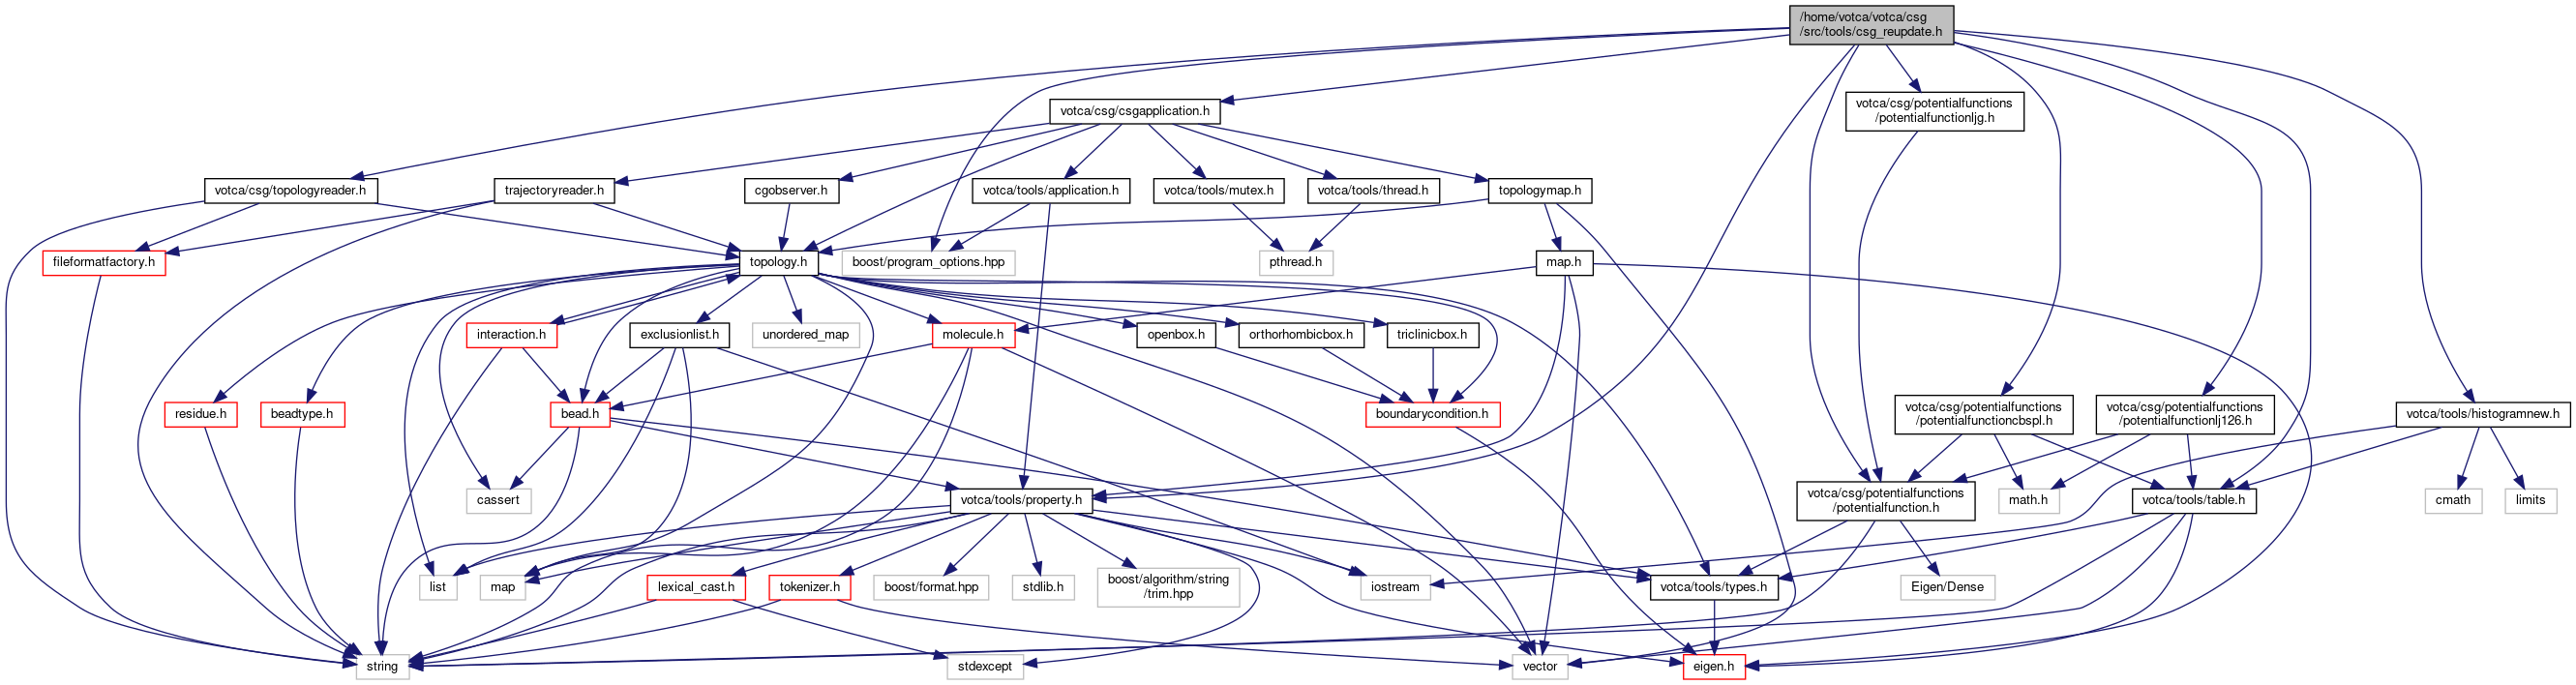 /home/votca/votca/csg
/src/tools/csg_reupdate.h
votca/csg/csgapplication.h
votca/csg/potentialfunctions
/potentialfunctionljg.h
votca/csg/topologyreader.h
trajectoryreader.h
cgobserver.h
votca/tools/application.h
votca/tools/mutex.h
votca/tools/thread.h
topologymap.h
fileformatfactory.h
topology.h
boost/program_options.hpp
pthread.h
map.h
interaction.h
exclusionlist.h
unordered_map
molecule.h
openbox.h
orthorhombicbox.h
triclinicbox.h
residue.h
beadtype.h
bead.h
boundarycondition.h
votca/csg/potentialfunctions
/potentialfunctioncbspl.h
votca/csg/potentialfunctions
/potentialfunctionlj126.h
votca/tools/histogramnew.h
cassert
votca/tools/property.h
votca/csg/potentialfunctions
/potentialfunction.h
math.h
votca/tools/table.h
cmath
limits
list
map
lexical_cast.h
tokenizer.h
boost/format.hpp
stdlib.h
boost/algorithm/string
/trim.hpp
iostream
votca/tools/types.h
Eigen/Dense
string
stdexcept
vector
eigen.h